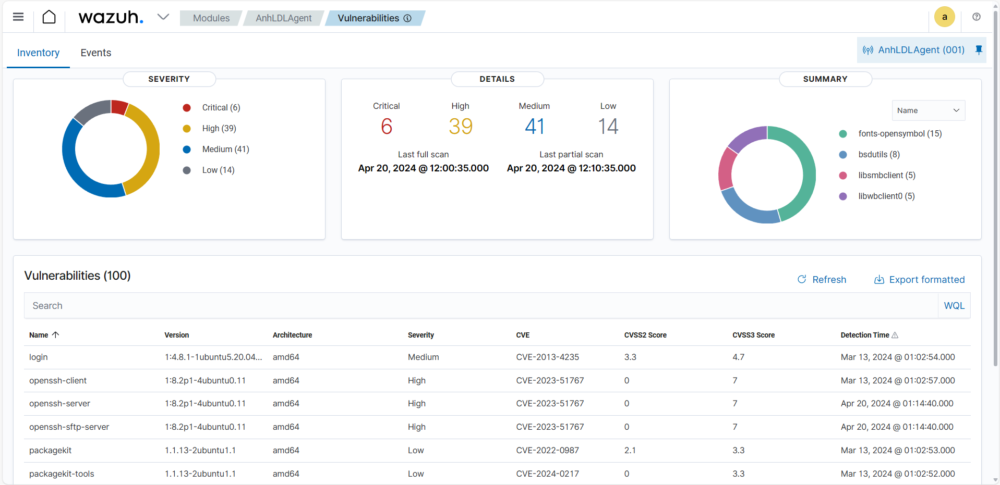 wazuh.
Modules
AnhLDLAgent
Vulnerabilities
a
Inventory
Events
AnhLDLAgent (001)
SEVERITY
Critical (6)
High (39)
Medium (41)
Low (14)
DETAILS
Critical
High
Medium
Low
6
39
41
14
Last full scan
Last partial scan
Apr 20, 2024 @ 12:00:35.000
Apr 20, 2024 @ 12:10:35.000
SUMMARY
Name
fonts-opensymbol (15)
bsdutils (8)
libsmbclient (5)
libwbclient0 (5)
Vulnerabilities (100)
Refresh
Export formatted
Search
WQL
Name Version Architecture Severity CVE CVSS2 Score CVSS3 Score Detection Time
login 1:4.8.1-1ubuntu5.20.04... amd64 Medium CVE-2013-4235 3.3 4.7 Mar 13, 2024 @ 01:02:54.000
openssh-client 1:8.2p1-4ubuntu0.11 amd64 High CVE-2023-51767 0 7 Mar 13, 2024 @ 01:02:57.000
openssh-server 1:8.2p1-4ubuntu0.11 amd64 High CVE-2023-51767 0 7 Apr 20, 2024 @ 01:14:40.000
openssh-sftp-server 1:8.2p1-4ubuntu0.11 amd64 High CVE-2023-51767 0 7 Apr 20, 2024 @ 01:14:40.000
packagekit 1.1.13-2ubuntu1.1 amd64 Low CVE-2022-0987 2.1 3.3 Mar 13, 2024 @ 01:02:53.000
packagekit-tools 1.1.13-2ubuntu1.1 amd64 Low CVE-2024-0217 0 3.3 Mar 13, 2024 @ 01:02:52.000